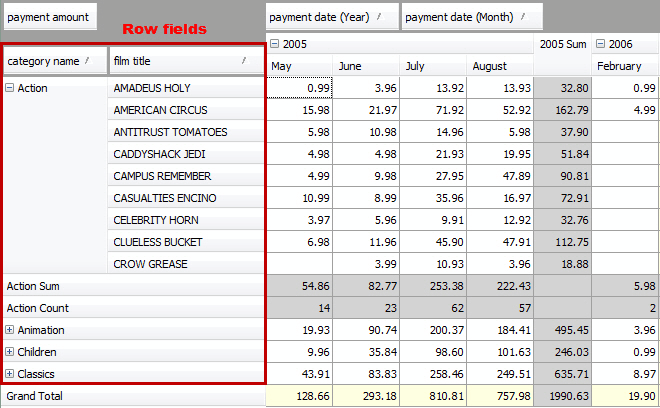 payment amount Row fields payment date (Year) payment date (Month)
2005 2005 Sum 2006
category name film title May June July August February
Action AMADEUS HOLY 0.99 3.96 13.92 13.93 32.80 0.99
AMERICAN CIRCUS 15.98 21.97 71.92 52.92 162.79 4.99
ANTITRUST TOMATOES 5.98 10.98 14.96 5.98 37.90
CADDYSHACK JEDI 4.98 4.98 21.93 19.95 51.84
CAMPUS REMEMBER 4.99 9.98 27.95 47.89 90.81
CASUALTIES ENCINO 10.99 8.99 35.96 16.97 72.91
CELEBRITY HORN 3.97 5.96 9.91 12.92 32.76
CLUELESS BUCKET 6.98 11.96 45.90 47.91 112.75
CROW GREASE 3.99 10.93 3.96 18.88
Action Sum 54.86 82.77 253.38 222.43 5.98
Action Count 14 23 62 57 2
Animation 19.93 90.74 200.37 184.41 495.45 3.96
Children 9.96 35.84 98.60 101.63 246.03 0.99
Classics 43.91 83.83 258.46 249.51 635.71 8.97
Grand Total 128.66 293.18 810.81 757.98 1990.63 19.90